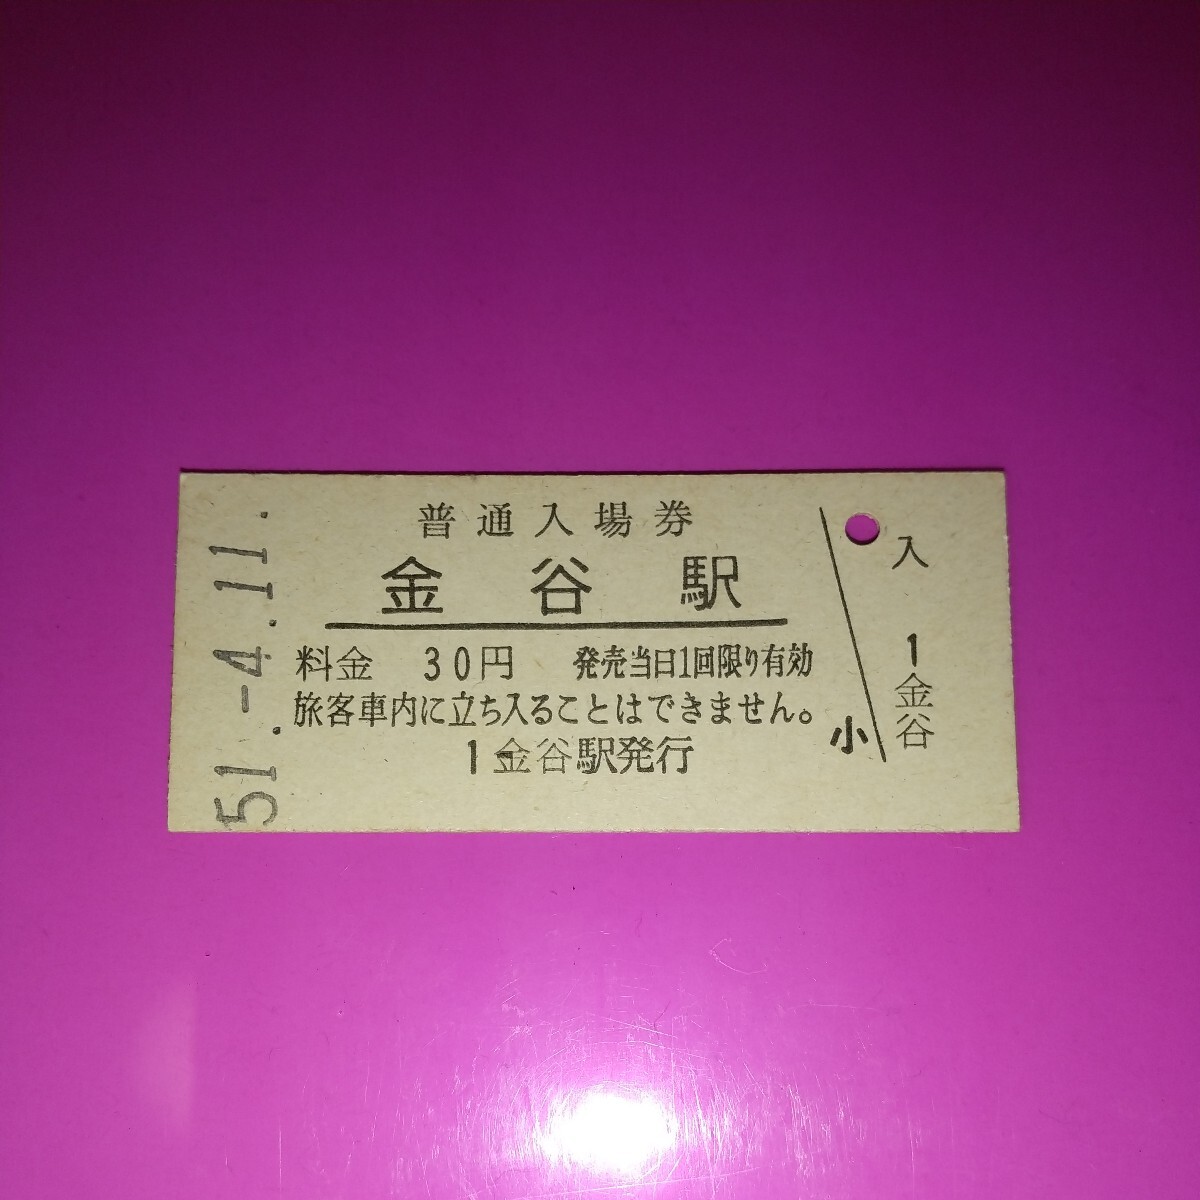 51.-4.11.
普通入場券
金谷駅
料金 30円 発売当日1回限り有効
旅客車内に立ち入ることはできません。
1 金谷駅発行
小
入
1
金谷